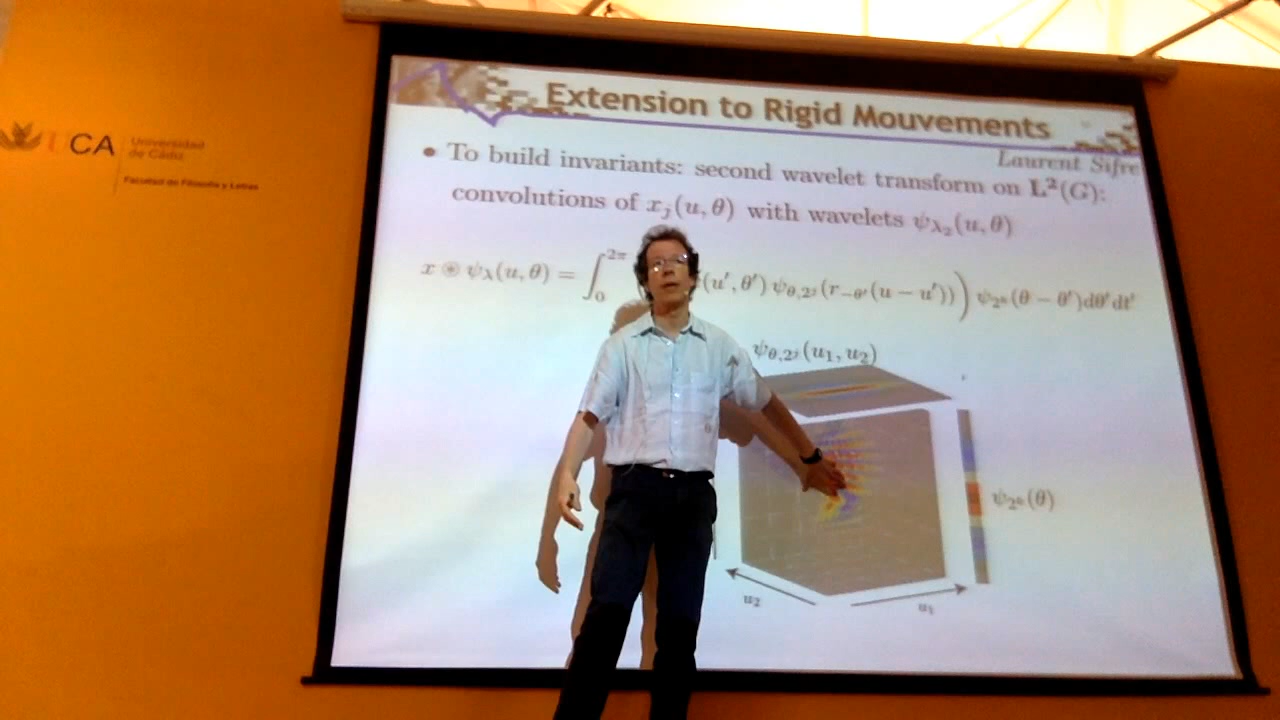 UCA
Universidad
de Cádiz
Facultad de Filosofía y Letras
Extension to Rigid Mouvements
Laurent Sifre
• To build invariants: second wavelet transform on L²(G):
convolutions of x_j(u, θ) with wavelets ψ_λ₂(u, θ)
x ⊛ ψ_λ(u, θ) = ∫₀^2π (u′, θ′) ψ_θ,2^j(r_−θ′(u − u′))) ψ_2^k(θ − θ′)dθ′dt′
ψ_θ,2^j(u₁, u₂)
ψ_2^k(θ)
u₂
u₁